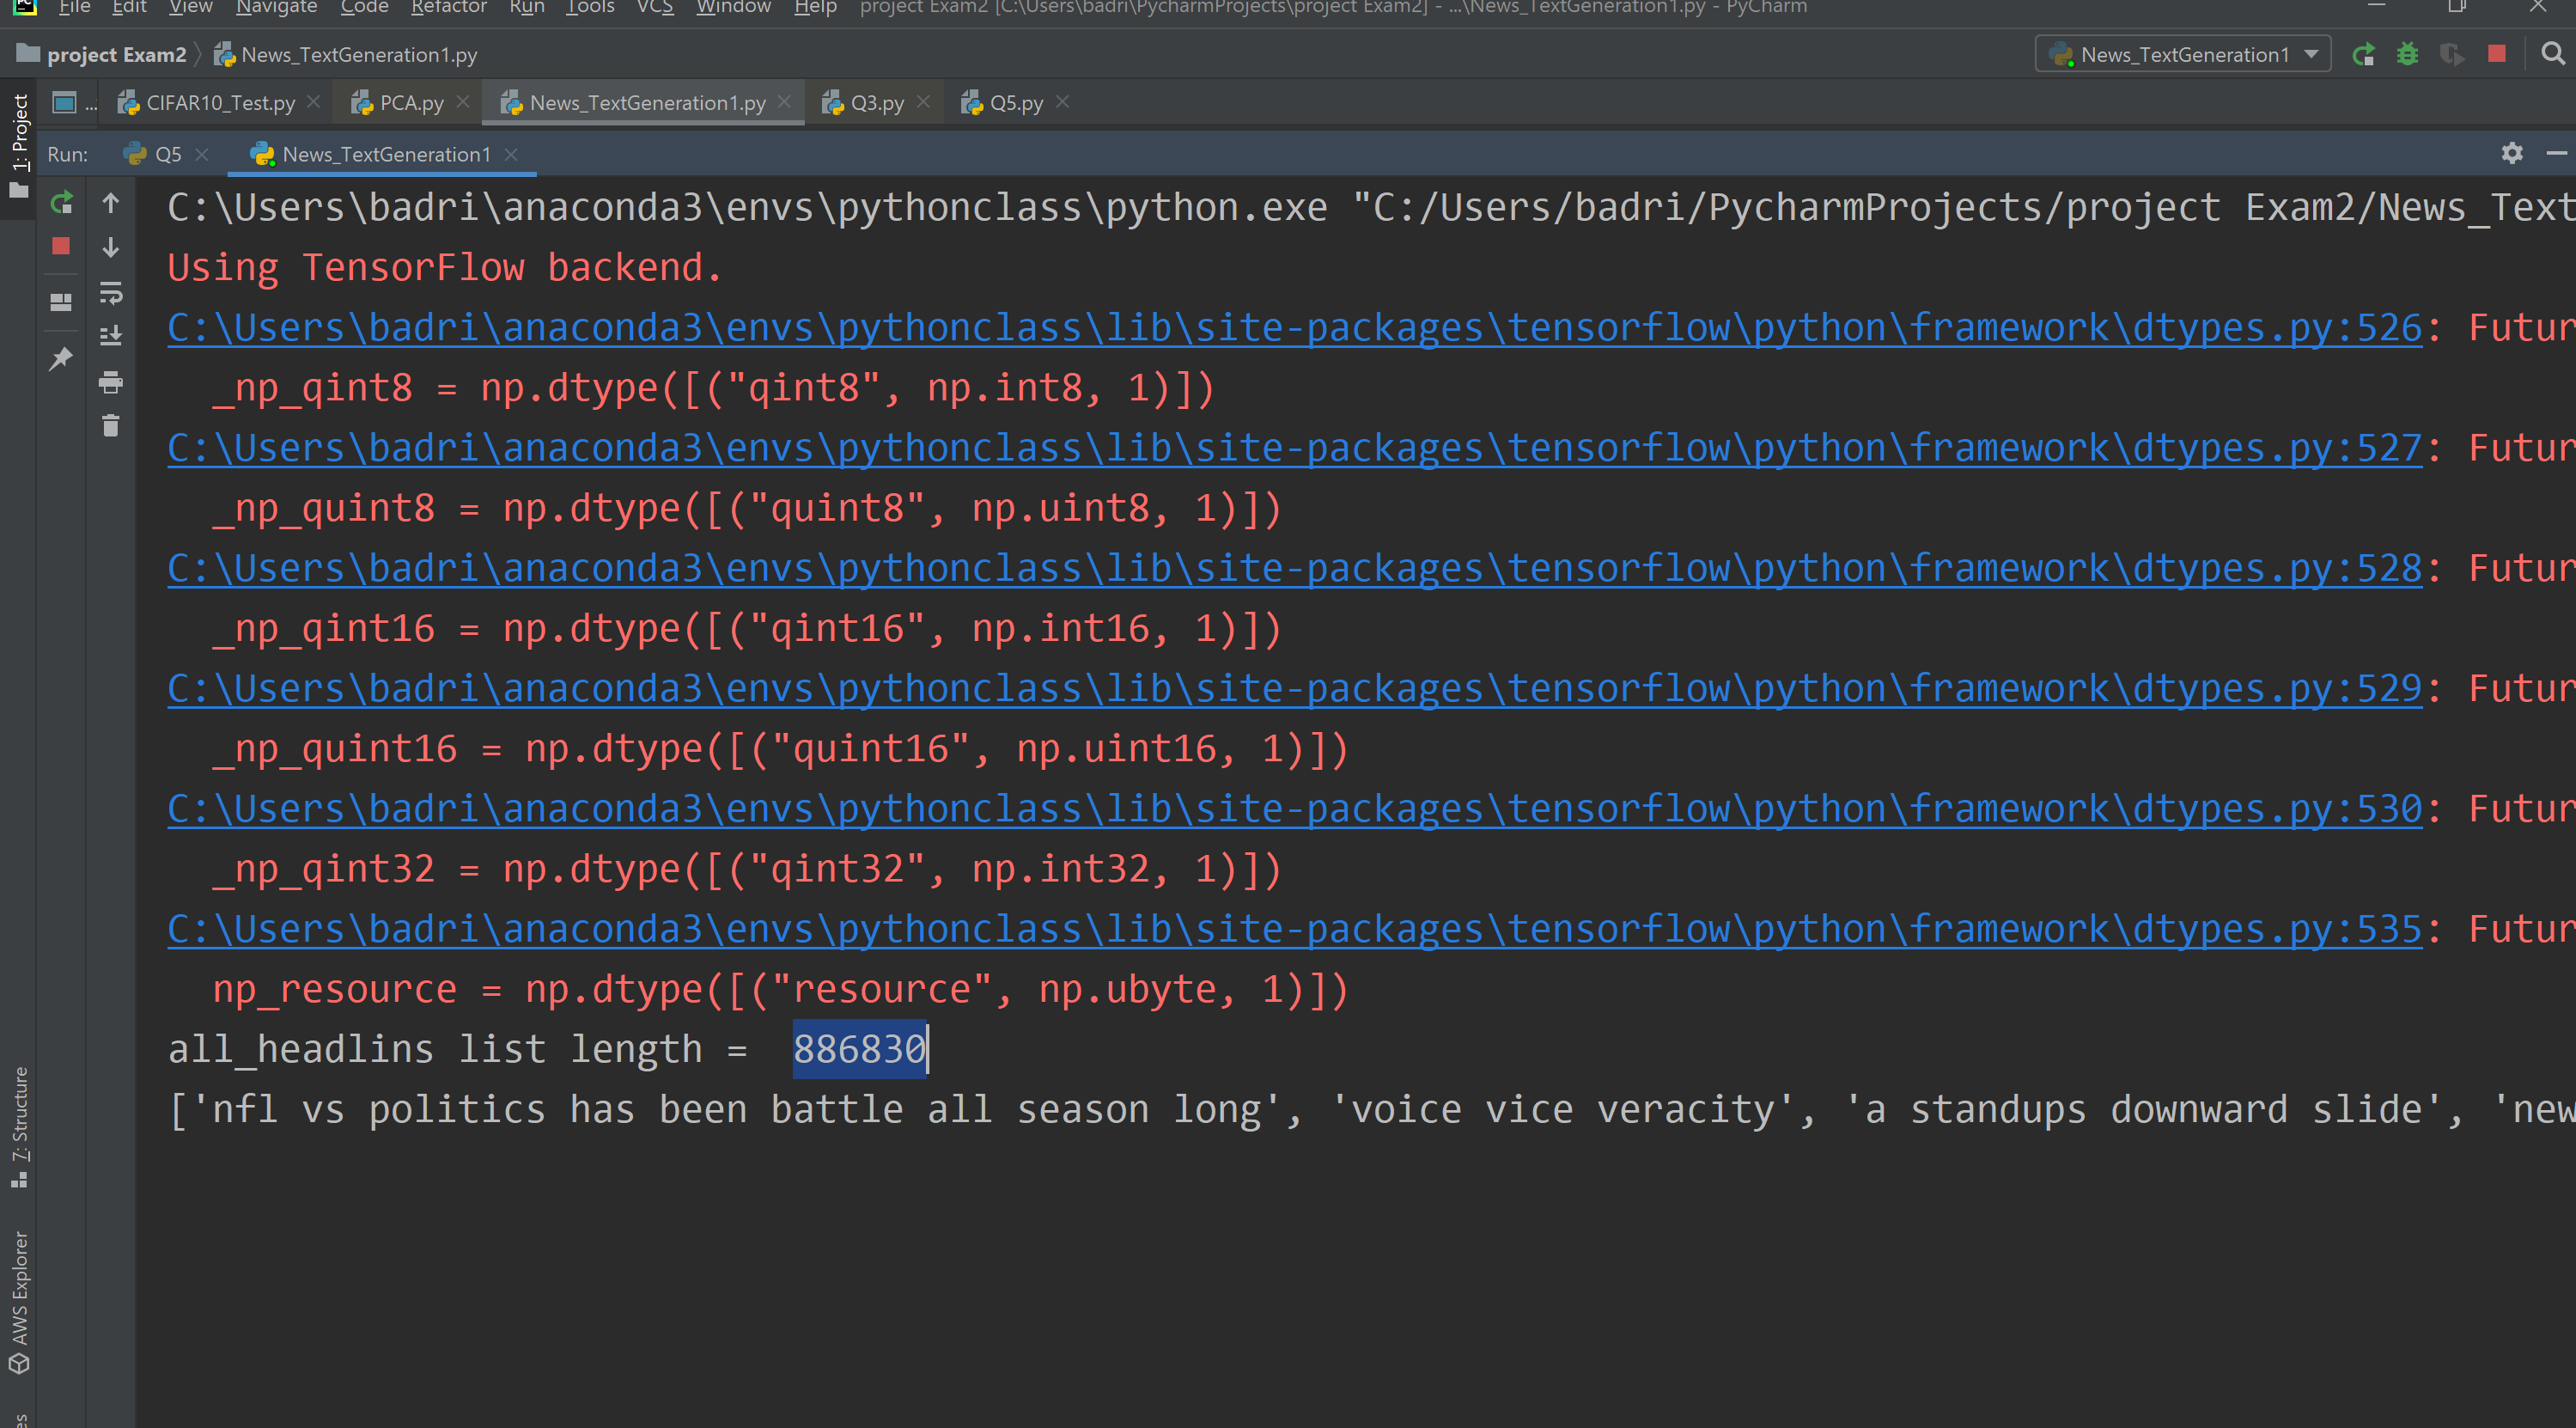 File Edit View Navigate Code Refactor Run Tools VCS Window Help project Exam2 [C:\Users\badri\PycharmProjects\project Exam2] - ...\News_TextGeneration1.py - PyCharm
project Exam2 News_TextGeneration1.py News_TextGeneration1
... CIFAR10_Test.py PCA.py News_TextGeneration1.py Q3.py Q5.py
1: Project
Run: Q5 News_TextGeneration1
C:\Users\badri\anaconda3\envs\pythonclass\python.exe "C:/Users/badri/PycharmProjects/project Exam2/News_Text
Using TensorFlow backend.
C:\Users\badri\anaconda3\envs\pythonclass\lib\site-packages\tensorflow\python\framework\dtypes.py:526: Futur
_np_qint8 = np.dtype([("qint8", np.int8, 1)])
C:\Users\badri\anaconda3\envs\pythonclass\lib\site-packages\tensorflow\python\framework\dtypes.py:527: Futur
_np_quint8 = np.dtype([("quint8", np.uint8, 1)])
C:\Users\badri\anaconda3\envs\pythonclass\lib\site-packages\tensorflow\python\framework\dtypes.py:528: Futur
_np_qint16 = np.dtype([("qint16", np.int16, 1)])
C:\Users\badri\anaconda3\envs\pythonclass\lib\site-packages\tensorflow\python\framework\dtypes.py:529: Futur
_np_quint16 = np.dtype([("quint16", np.uint16, 1)])
C:\Users\badri\anaconda3\envs\pythonclass\lib\site-packages\tensorflow\python\framework\dtypes.py:530: Futur
_np_qint32 = np.dtype([("qint32", np.int32, 1)])
C:\Users\badri\anaconda3\envs\pythonclass\lib\site-packages\tensorflow\python\framework\dtypes.py:535: Futur
np_resource = np.dtype([("resource", np.ubyte, 1)])
all_headlins list length =  886830
['nfl vs politics has been battle all season long', 'voice vice veracity', 'a standups downward slide', 'new
7: Structure
AWS Explorer